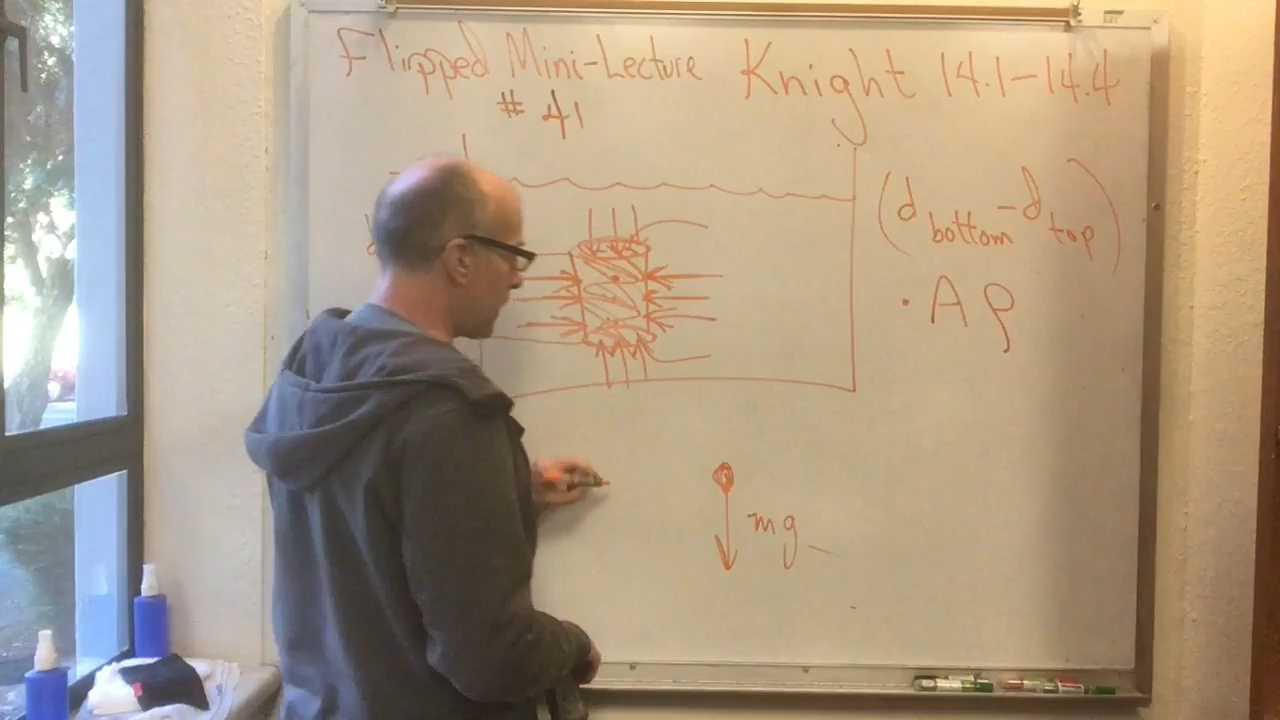 Flipped Mini-Lecture Knight 14.1-14.4
# 41
(d bottom - d top)
· A ρ
mg